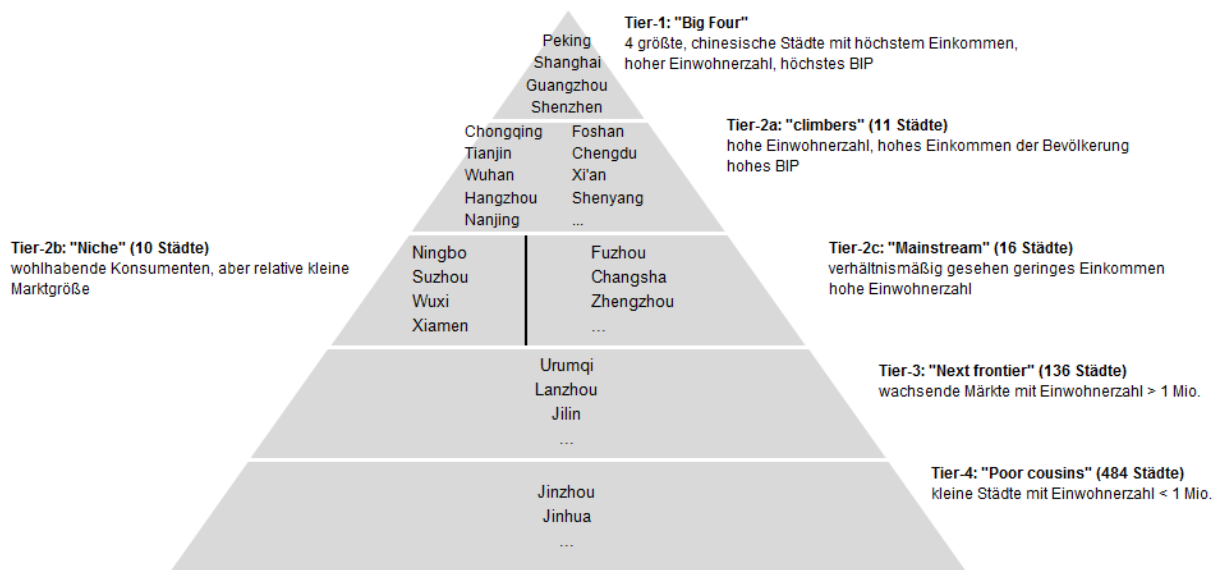 Tier-1: "Big Four"
4 größte, chinesische Städte mit höchstem Einkommen,
hoher Einwohnerzahl, höchstes BIP
Peking
Shanghai
Guangzhou
Shenzhen
Tier-2a: "climbers" (11 Städte)
hohe Einwohnerzahl, hohes Einkommen der Bevölkerung
hohes BIP
Chongqing
Tianjin
Wuhan
Hangzhou
Nanjing
Foshan
Chengdu
Xi'an
Shenyang
...
Tier-2b: "Niche" (10 Städte)
wohlhabende Konsumenten, aber relative kleine
Marktgröße
Ningbo
Suzhou
Wuxi
Xiamen
Fuzhou
Changsha
Zhengzhou
...
Tier-2c: "Mainstream" (16 Städte)
verhältnismäßig gesehen geringes Einkommen
hohe Einwohnerzahl
Urumqi
Lanzhou
Jilin
...
Tier-3: "Next frontier" (136 Städte)
wachsende Märkte mit Einwohnerzahl > 1 Mio.
Jinzhou
Jinhua
...
Tier-4: "Poor cousins" (484 Städte)
kleine Städte mit Einwohnerzahl < 1 Mio.